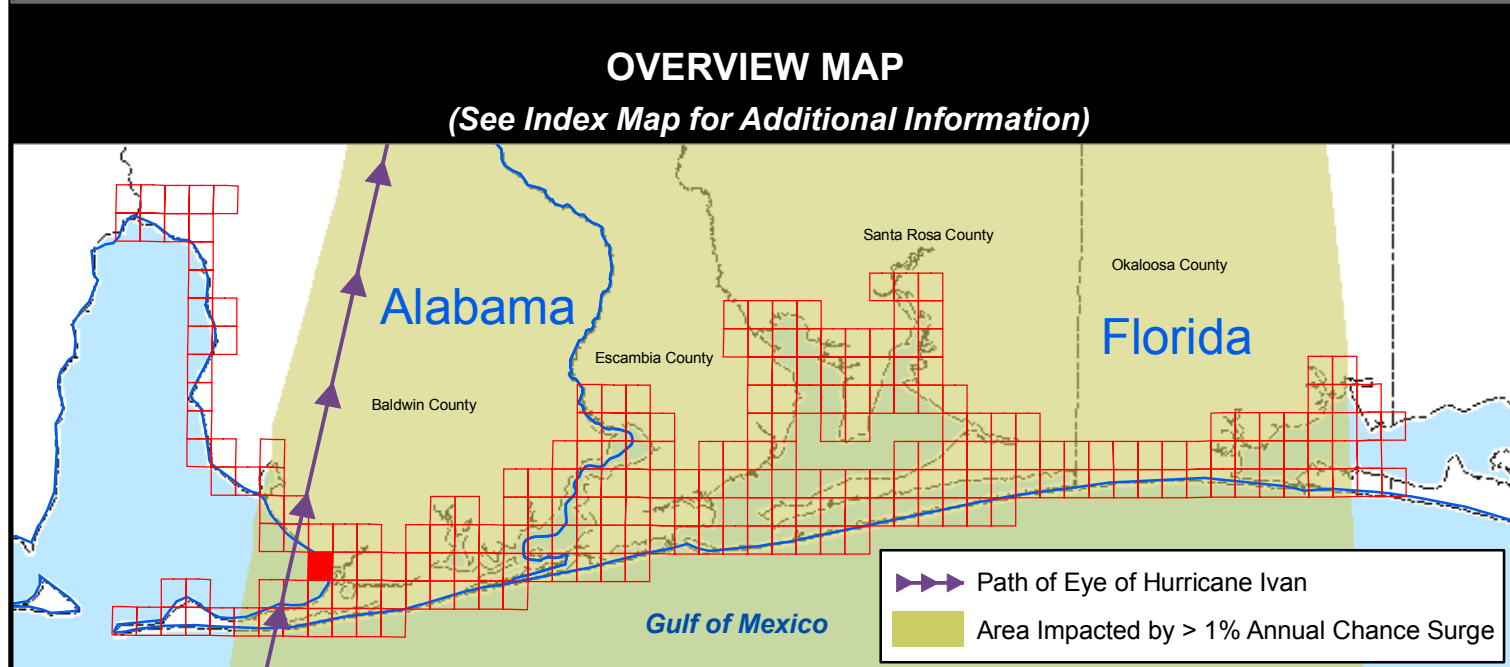 OVERVIEW MAP
(See Index Map for Additional Information)
Santa Rosa County
Okaloosa County
Alabama
Florida
Escambia County
Baldwin County
Gulf of Mexico
Path of Eye of Hurricane Ivan
Area Impacted by > 1% Annual Chance Surge